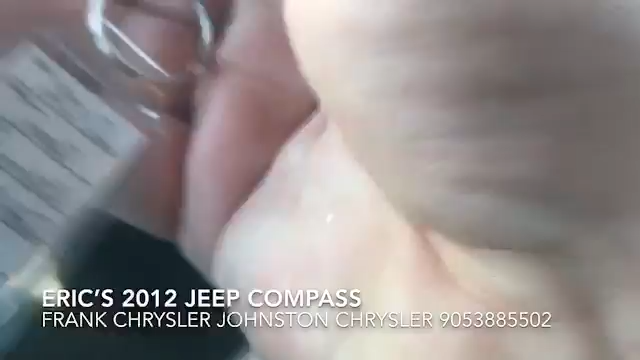 ERIC'S 2012 JEEP COMPASS
FRANK CHRYSLER JOHNSTON CHRYSLER 9053885502